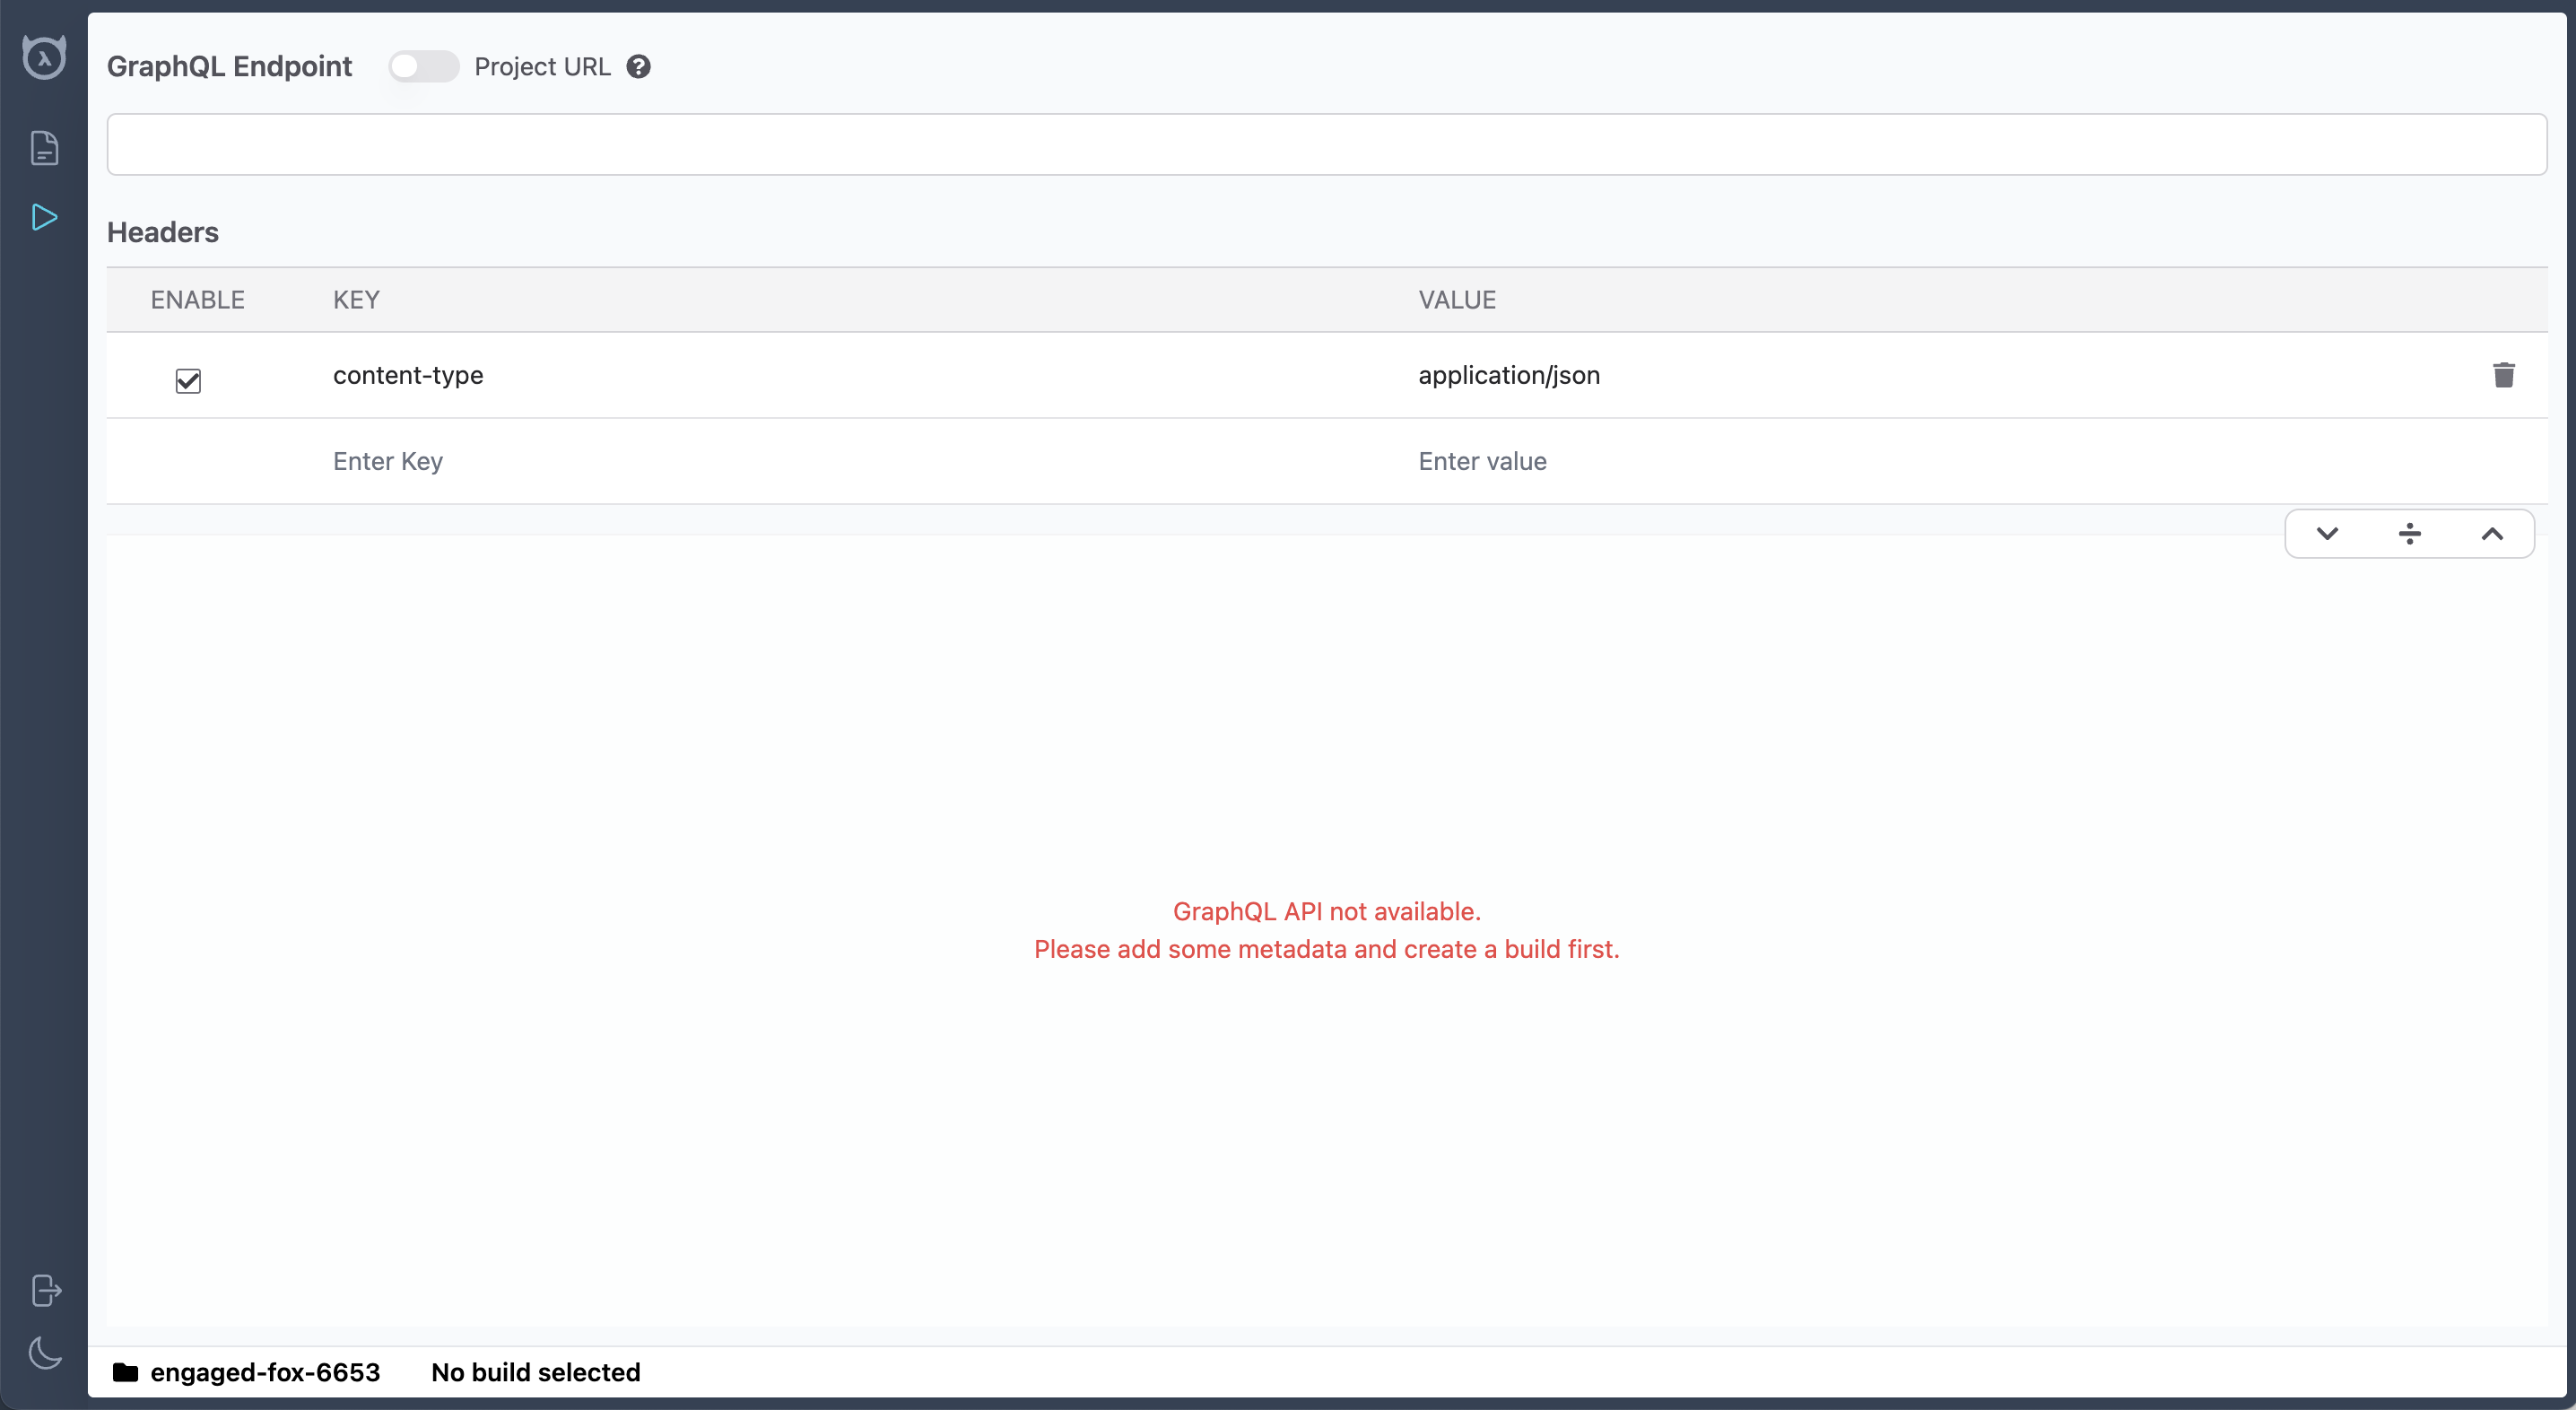 GraphQL Endpoint Project URL
Headers
ENABLE KEY VALUE
content-type application/json
Enter Key Enter value
GraphQL API not available.
Please add some metadata and create a build first.
engaged-fox-6653 No build selected